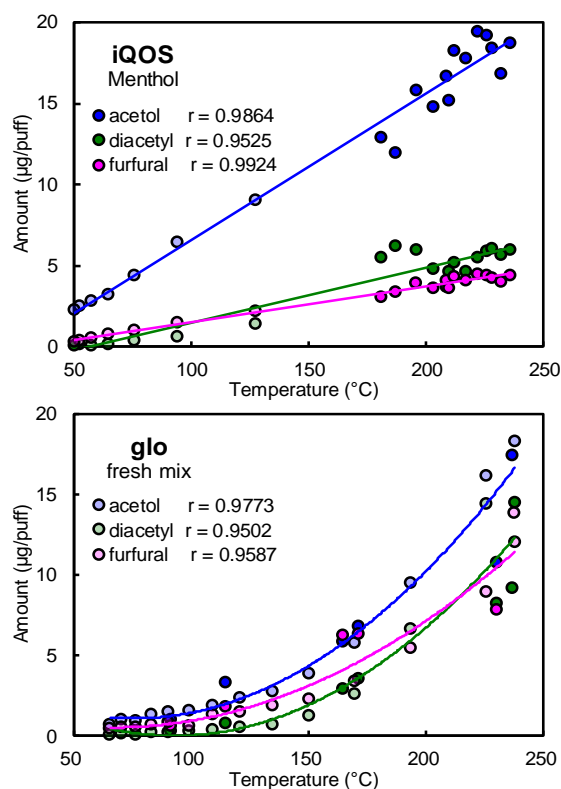 20
iQOS
Menthol
15
acetol r = 0.9864
diacetyl r = 0.9525
furfural r = 0.9924
10
5
0
Amount (µg/puff)
50 100 150 200 250
Temperature (°C)
20
glo
fresh mix
15
acetol r = 0.9773
diacetyl r = 0.9502
furfural r = 0.9587
10
5
0
Amount (µg/puff)
50 100 150 200 250
Temperature (°C)